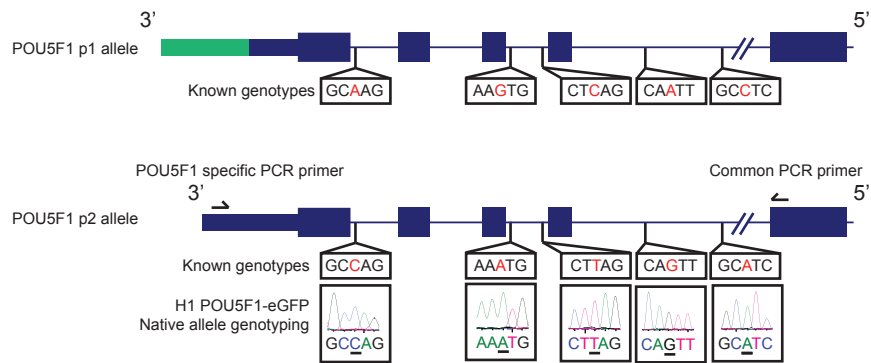 3’ 5’
POU5F1 p1 allele
Known genotypes GCAAG AAGTG CTCAG CAATT GCCTC
POU5F1 specific PCR primer Common PCR primer
3’ 5’
POU5F1 p2 allele
Known genotypes GCCAG AAATG CTTAG CAGTT GCATC
H1 POU5F1-eGFP
Native allele genotyping
GCCAG AAATG CTTAG CAGTT GCATC